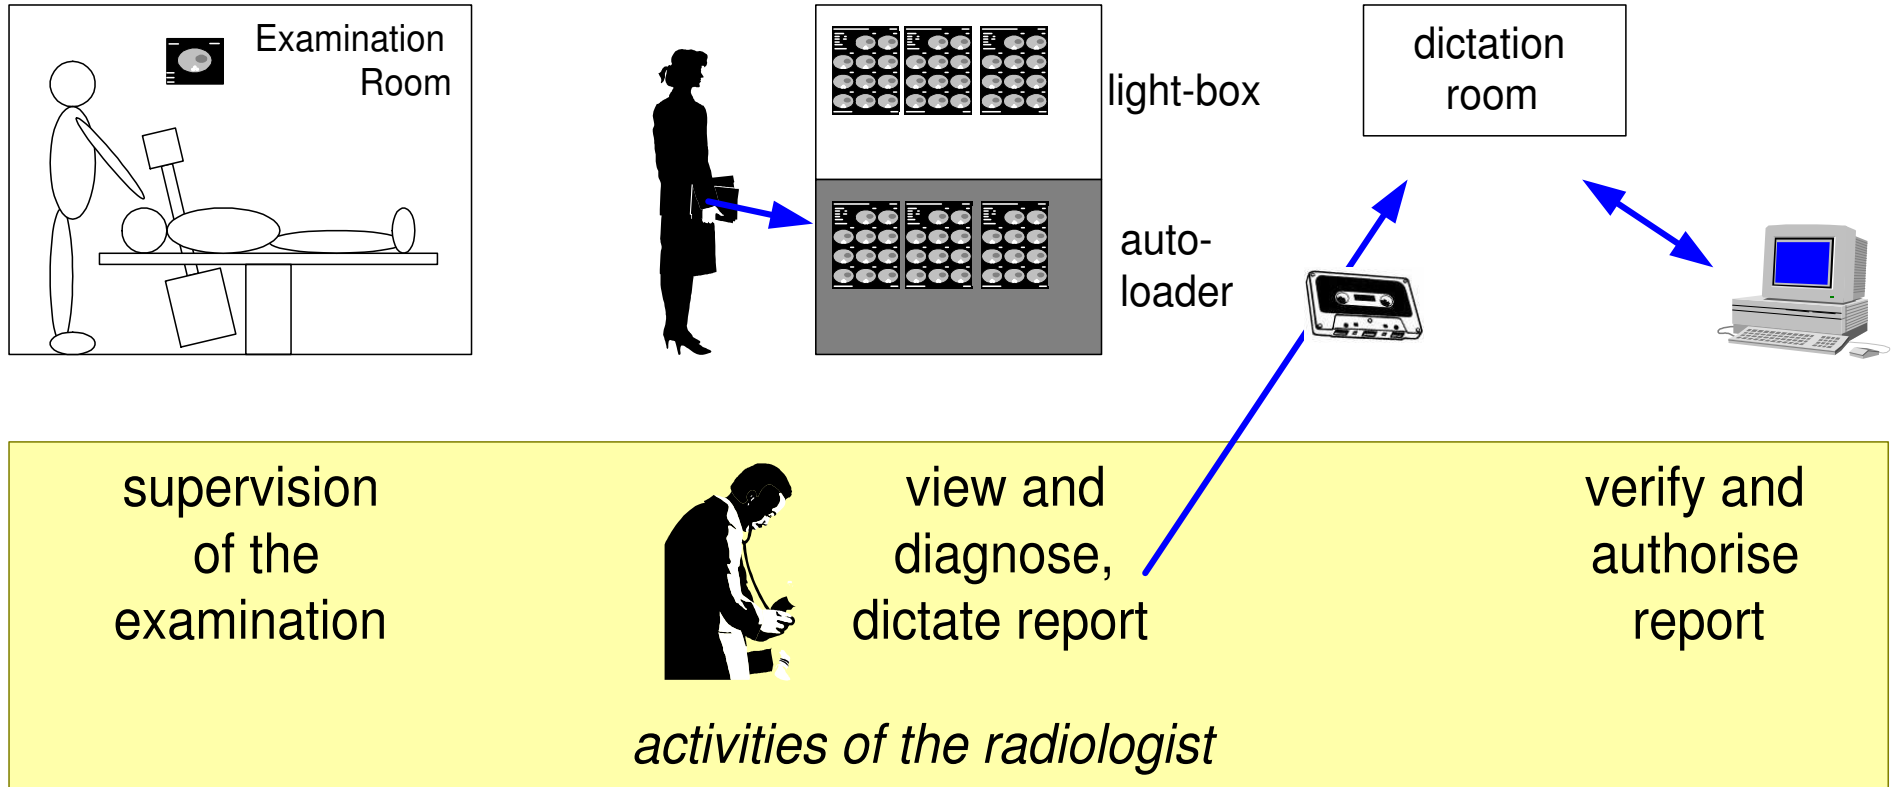 Examination
Room
light-box
auto-
loader
dictation
room
supervision
of the
examination
view and
diagnose,
dictate report
verify and
authorise
report
activities of the radiologist